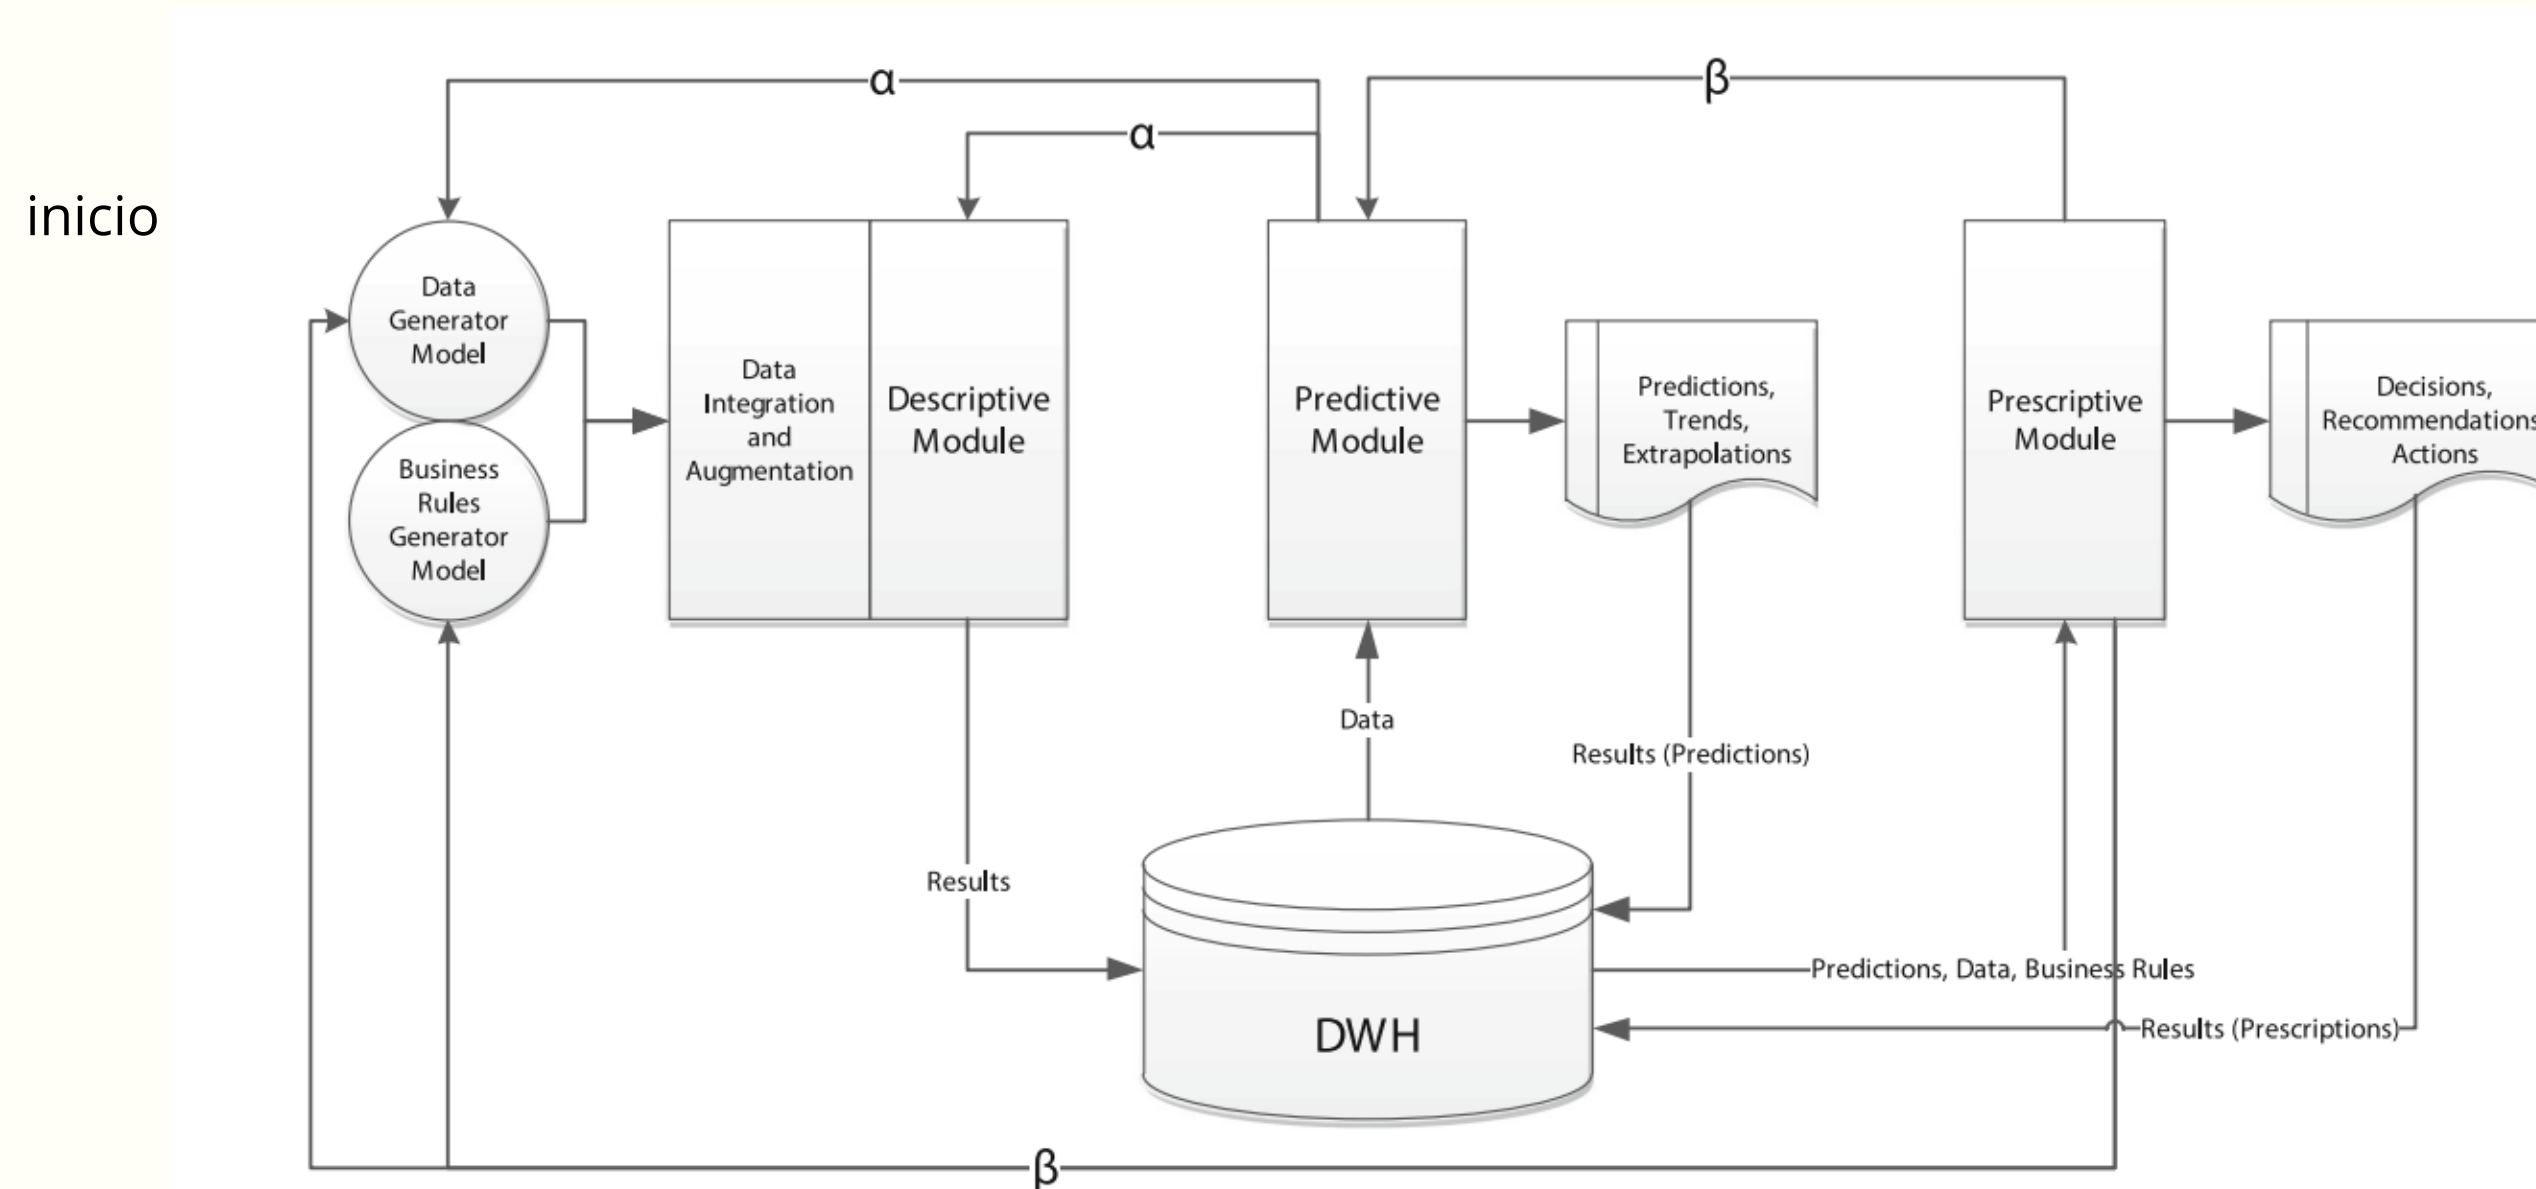 α
β
α
inicio
Data
Generator
Model
Business
Rules
Generator
Model
Data
Integration
and
Augmentation
Descriptive
Module
Predictive
Module
Predictions,
Trends,
Extrapolations
Prescriptive
Module
Decisions,
Recommendations
Actions
Data
Results (Predictions)
Results
Predictions, Data, Business Rules
DWH
Results (Prescriptions)
β